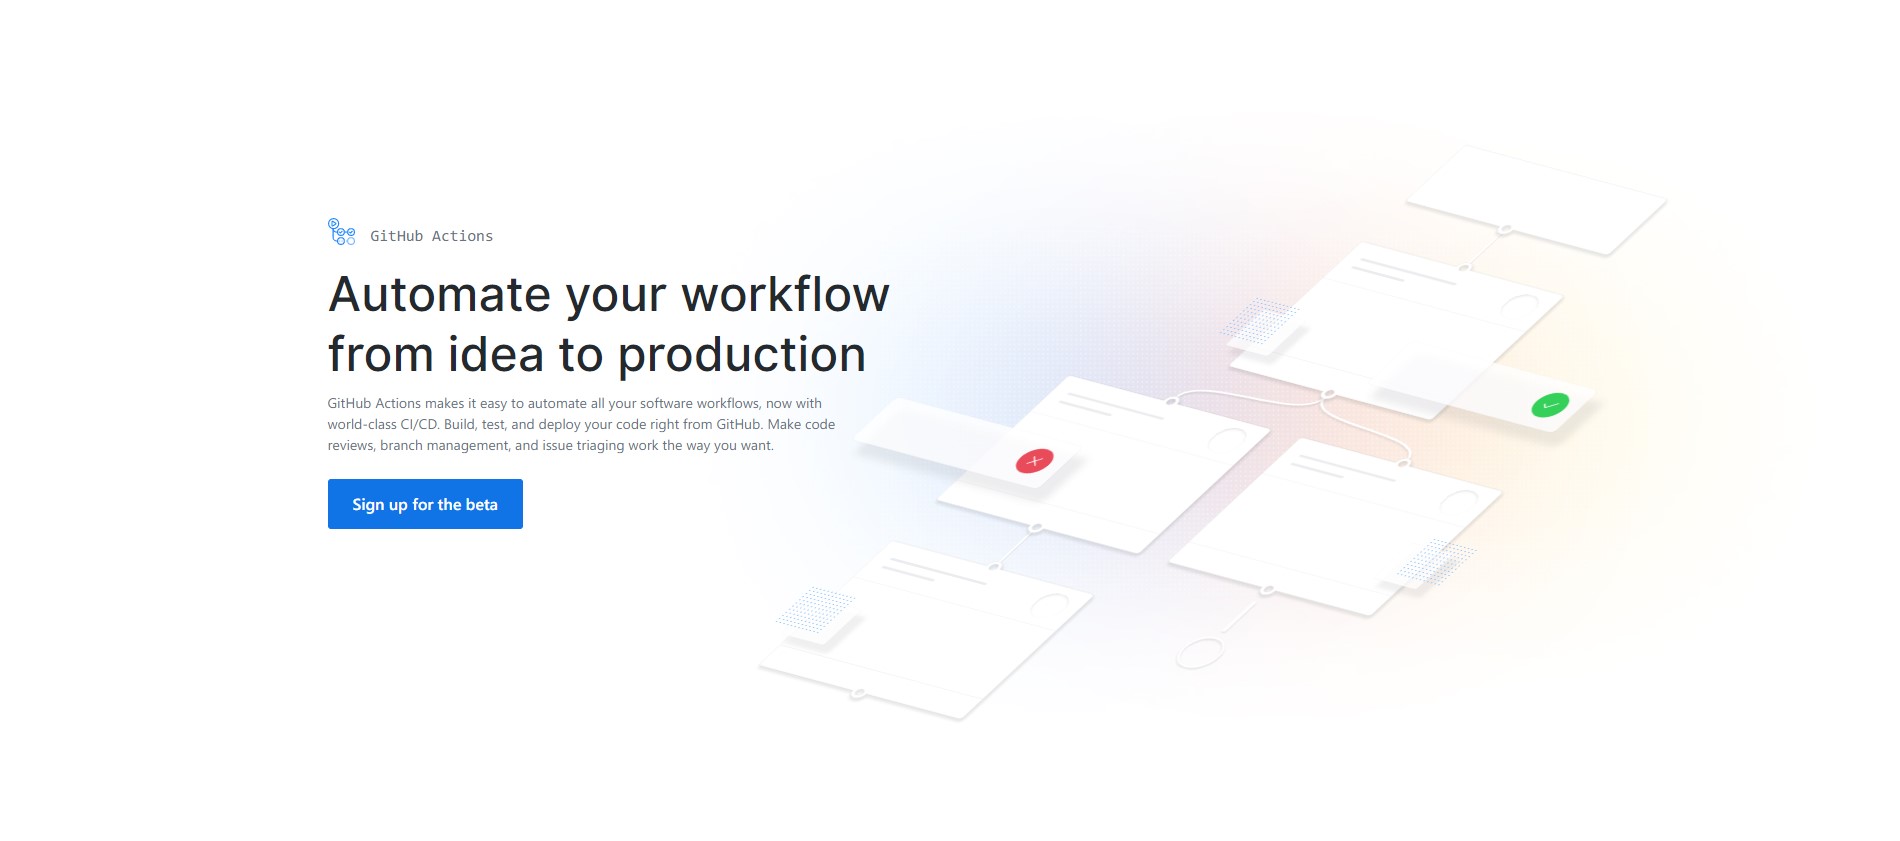 GitHub Actions
Automate your workflow
from idea to production
GitHub Actions makes it easy to automate all your software workflows, now with
world-class CI/CD. Build, test, and deploy your code right from GitHub. Make code
reviews, branch management, and issue triaging work the way you want.
Sign up for the beta